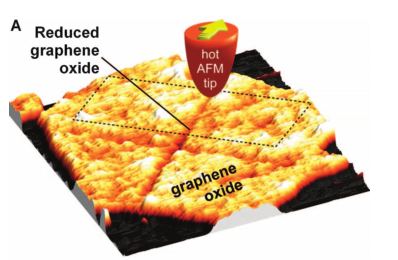 A
Reduced
graphene
oxide
hot
AFM
tip
graphene
oxide